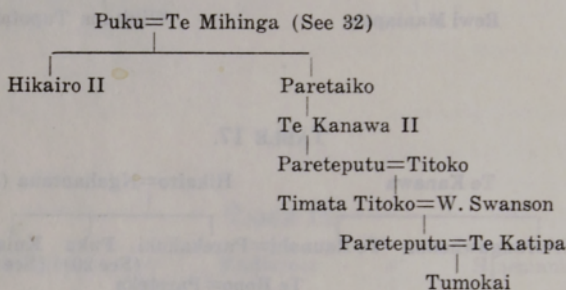 Puku=Te Mihinga (See 32)
Hikairo II Paretaiko
Te Kanawa II
Pareteputu=Titoko
Timata Titoko=W. Swanson
Pareteputu=Te Katipa
Tumokai